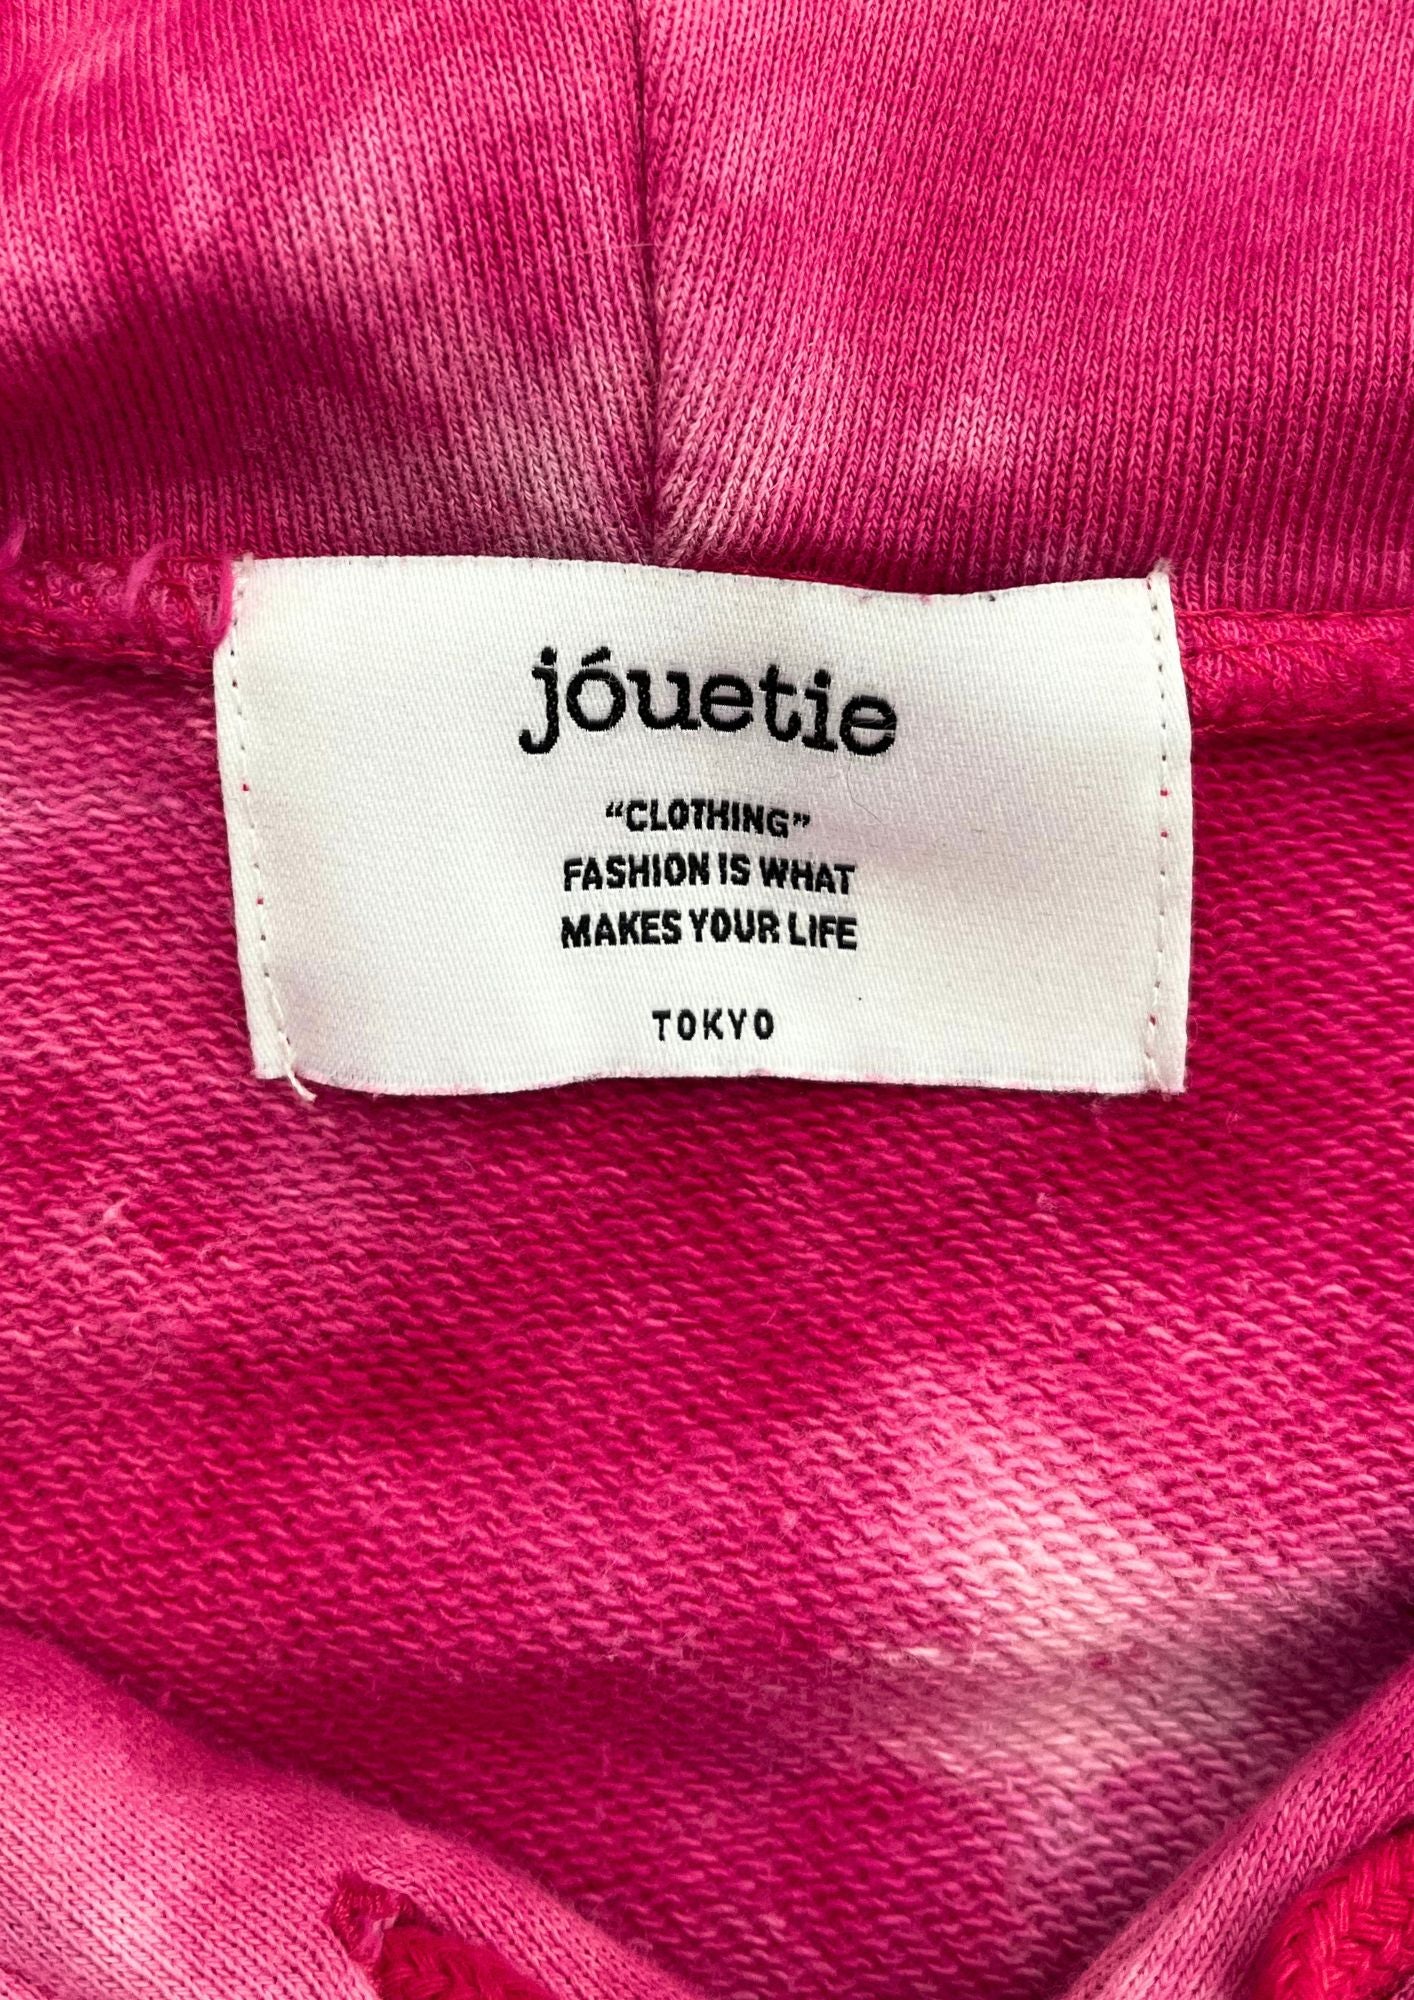 jóuetie
“CLOTHING”
FASHION IS WHAT
MAKES YOUR LIFE
TOKYO